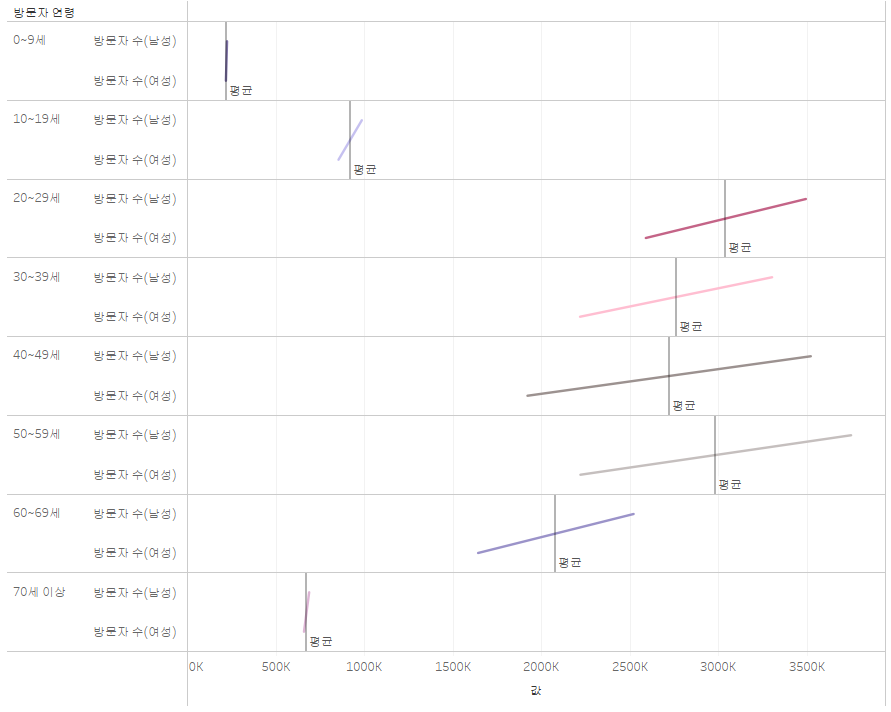 방문자 연령
0~9세 방문자 수(남성)
방문자 수(여성)
평균
10~19세 방문자 수(남성)
방문자 수(여성)
평균
20~29세 방문자 수(남성)
방문자 수(여성)
평균
30~39세 방문자 수(남성)
방문자 수(여성)
평균
40~49세 방문자 수(남성)
방문자 수(여성)
평균
50~59세 방문자 수(남성)
방문자 수(여성)
평균
60~69세 방문자 수(남성)
방문자 수(여성)
평균
70세 이상 방문자 수(남성)
방문자 수(여성)
평균
0K 500K 1000K 1500K 2000K 2500K 3000K 3500K
값